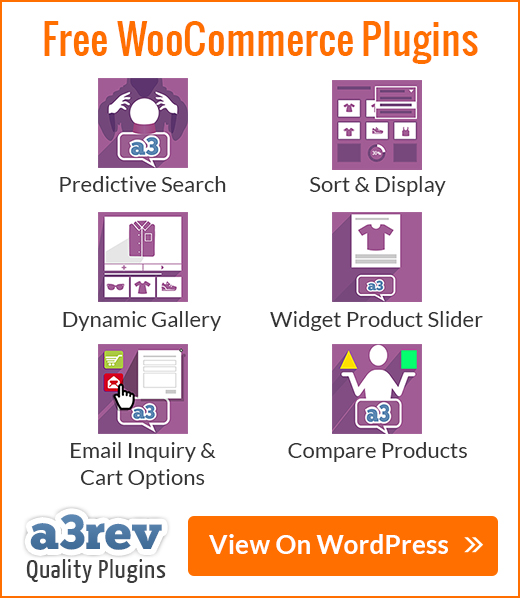 Free WooCommerce Plugins
a3
Predictive Search
30%
Sort & Display
Dynamic Gallery
a3
Widget Product Slider
a3
Email Inquiry &
Cart Options
a3
Compare Products
a3rev
Quality Plugins
View On WordPress »